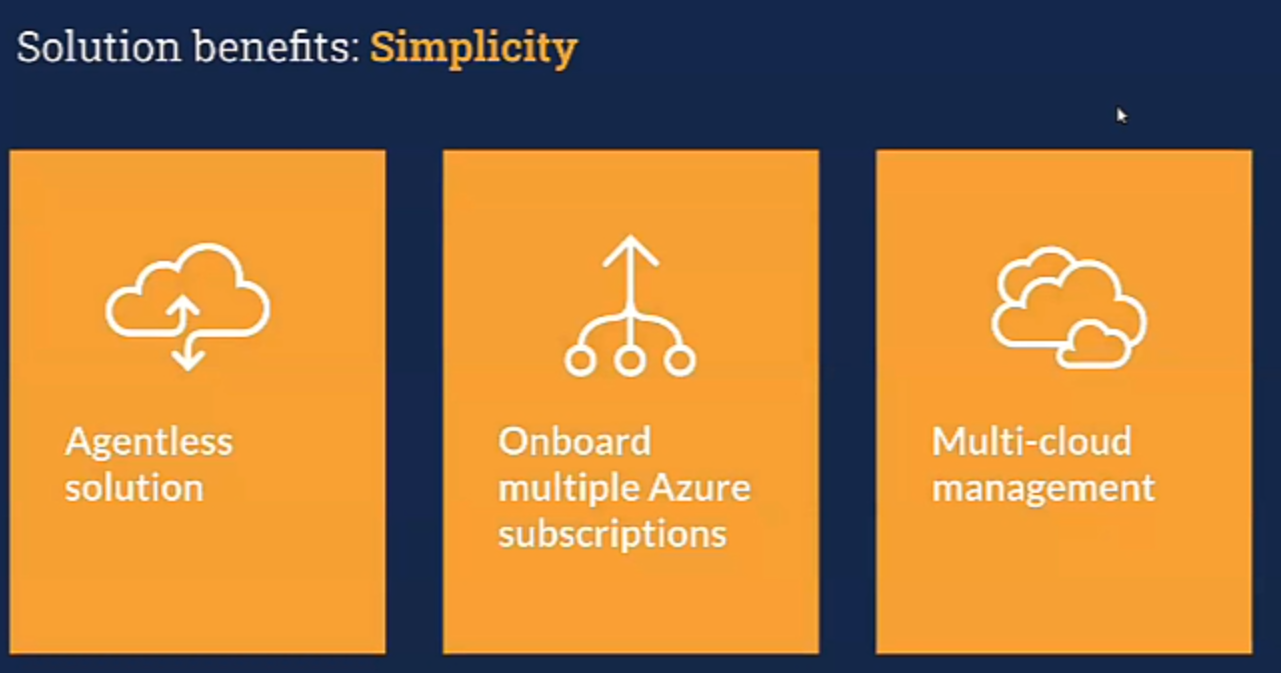 Solution benefits: Simplicity
Agentless
solution
Onboard
multiple Azure
subscriptions
Multi-cloud
management